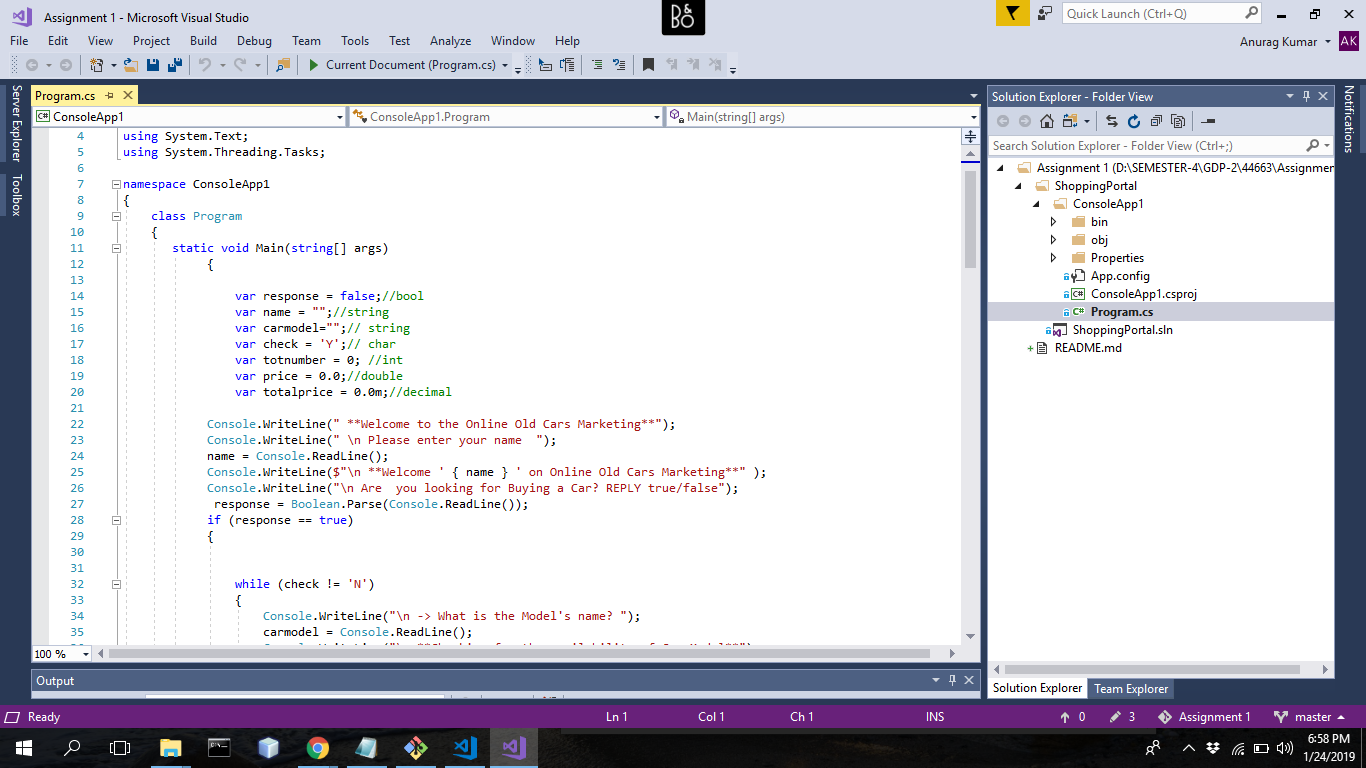 Assignment 1 - Microsoft Visual Studio
B&O
Quick Launch (Ctrl+Q)
File Edit View Project Build Debug Team Tools Test Analyze Window Help
Anurag Kumar AK
Current Document (Program.cs)
Server Explorer
Toolbox
Program.cs
ConsoleApp1 ConsoleApp1.Program Main(string[] args)
4 using System.Text;
5 using System.Threading.Tasks;
6
7 namespace ConsoleApp1
8 {
9 class Program
10 {
11 static void Main(string[] args)
12 {
13
14 var response = false;//bool
15 var name = "";//string
16 var carmodel="";// string
17 var check = 'Y';// char
18 var totnumber = 0; //int
19 var price = 0.0;//double
20 var totalprice = 0.0m;//decimal
21
22 Console.WriteLine(" **Welcome to the Online Old Cars Marketing**");
23 Console.WriteLine(" \n Please enter your name  ");
24 name = Console.ReadLine();
25 Console.WriteLine($"\n **Welcome ' { name } ' on Online Old Cars Marketing**" );
26 Console.WriteLine("\n Are  you looking for Buying a Car? REPLY true/false");
27 response = Boolean.Parse(Console.ReadLine());
28 if (response == true)
29 {
30
31
32 while (check != 'N')
33 {
34 Console.WriteLine("\n -> What is the Model's name? ");
35 carmodel = Console.ReadLine();
100 %
Output
Solution Explorer - Folder View
Search Solution Explorer - Folder View (Ctrl+;)
Assignment 1 (D:\SEMESTER-4\GDP-2\44663\Assignmer
ShoppingPortal
ConsoleApp1
bin
obj
Properties
App.config
C# ConsoleApp1.csproj
C# Program.cs
ShoppingPortal.sln
+ README.md
Solution Explorer Team Explorer
Notifications
Ready Ln 1 Col 1 Ch 1 INS 0 3 Assignment 1 master
6:58 PM
1/24/2019